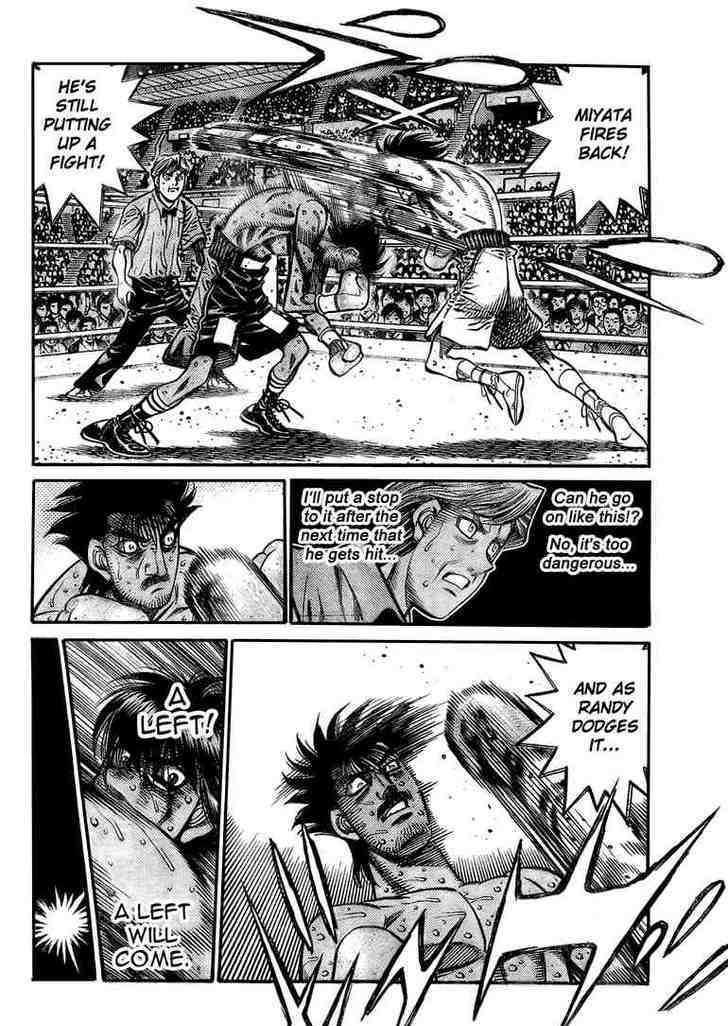 MIYATA
FIRES
BACK!
HE'S
STILL
PUTTING
UP A
FIGHT!
Can he go
on like this!?
No, it's too
dangerous...
I'll put a stop
to it after the
next time that
he gets hit...
AND AS
RANDY
DODGES
IT...
A
LEFT!
A LEFT
WILL
COME.